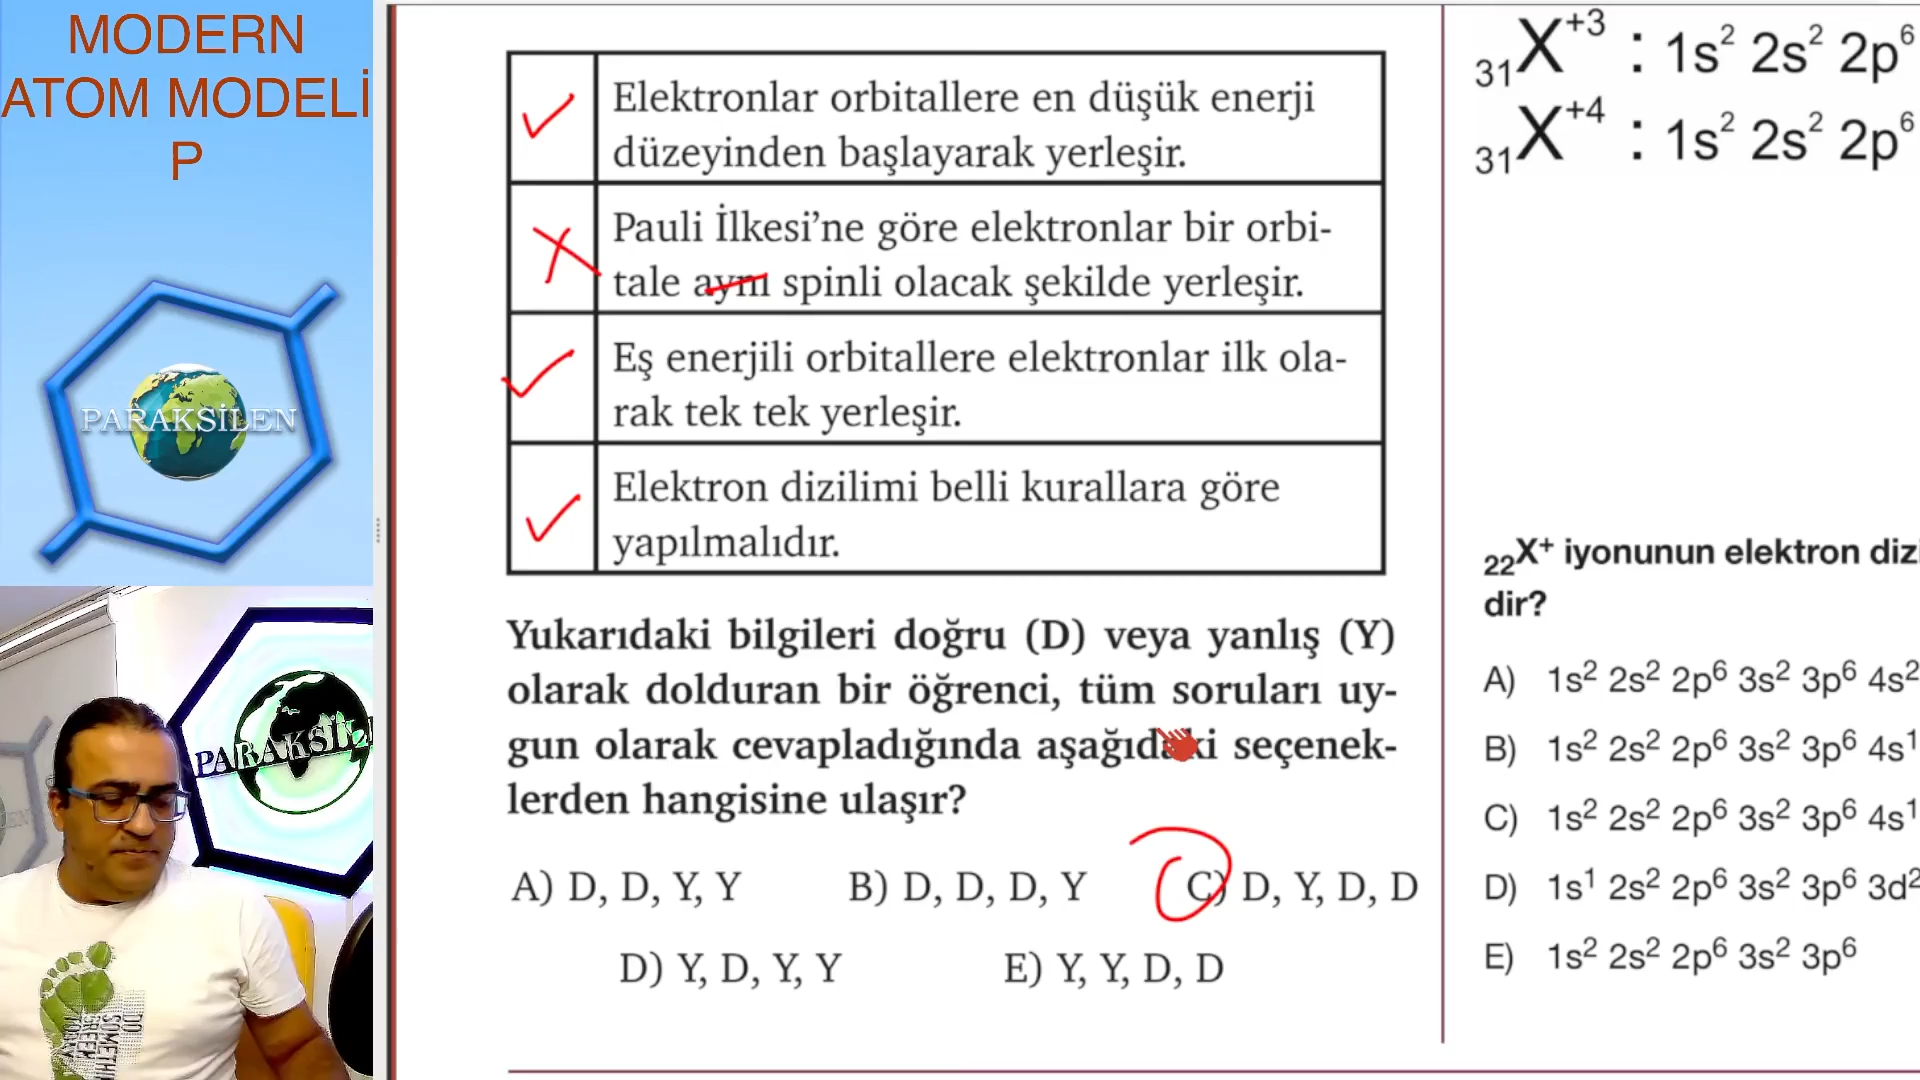 MODERN
ATOM MODELİ
P
PARAKSİLEN
PARAKSİL
Elektronlar orbitallere en düşük enerji
düzeyinden başlayarak yerleşir.
Pauli İlkesi’ne göre elektronlar bir orbi-
tale aynı spinli olacak şekilde yerleşir.
Eş enerjili orbitallere elektronlar ilk ola-
rak tek tek yerleşir.
Elektron dizilimi belli kurallara göre
yapılmalıdır.
Yukarıdaki bilgileri doğru (D) veya yanlış (Y)
olarak dolduran bir öğrenci, tüm soruları uy-
gun olarak cevapladığında aşağıdaki seçenek-
lerden hangisine ulaşır?
A) D, D, Y, Y B) D, D, D, Y C) D, Y, D, D
D) Y, D, Y, Y E) Y, Y, D, D
₃₁X⁺³ : 1s² 2s² 2p⁶
₃₁X⁺⁴ : 1s² 2s² 2p⁶
₂₂X⁺ iyonunun elektron dizi
dir?
A) 1s² 2s² 2p⁶ 3s² 3p⁶ 4s²
B) 1s² 2s² 2p⁶ 3s² 3p⁶ 4s¹
C) 1s² 2s² 2p⁶ 3s² 3p⁶ 4s¹
D) 1s¹ 2s² 2p⁶ 3s² 3p⁶ 3d²
E) 1s² 2s² 2p⁶ 3s² 3p⁶